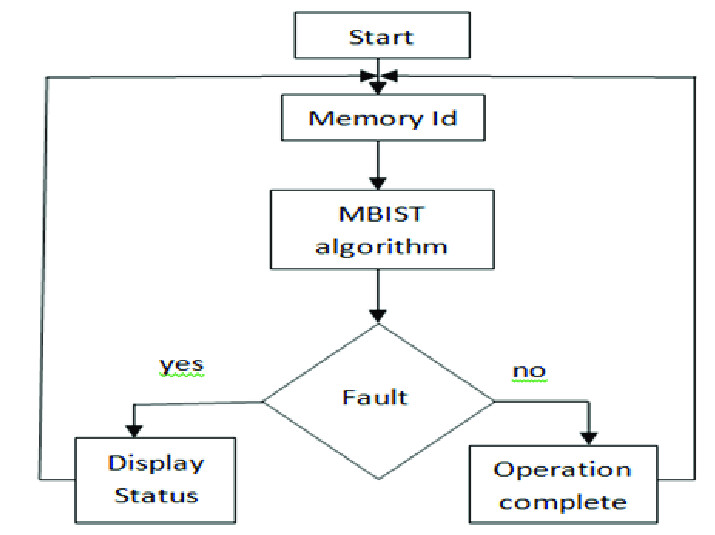 Start
Memory Id
MBIST
algorithm
yes
no
Fault
Display
Status
Operation
complete